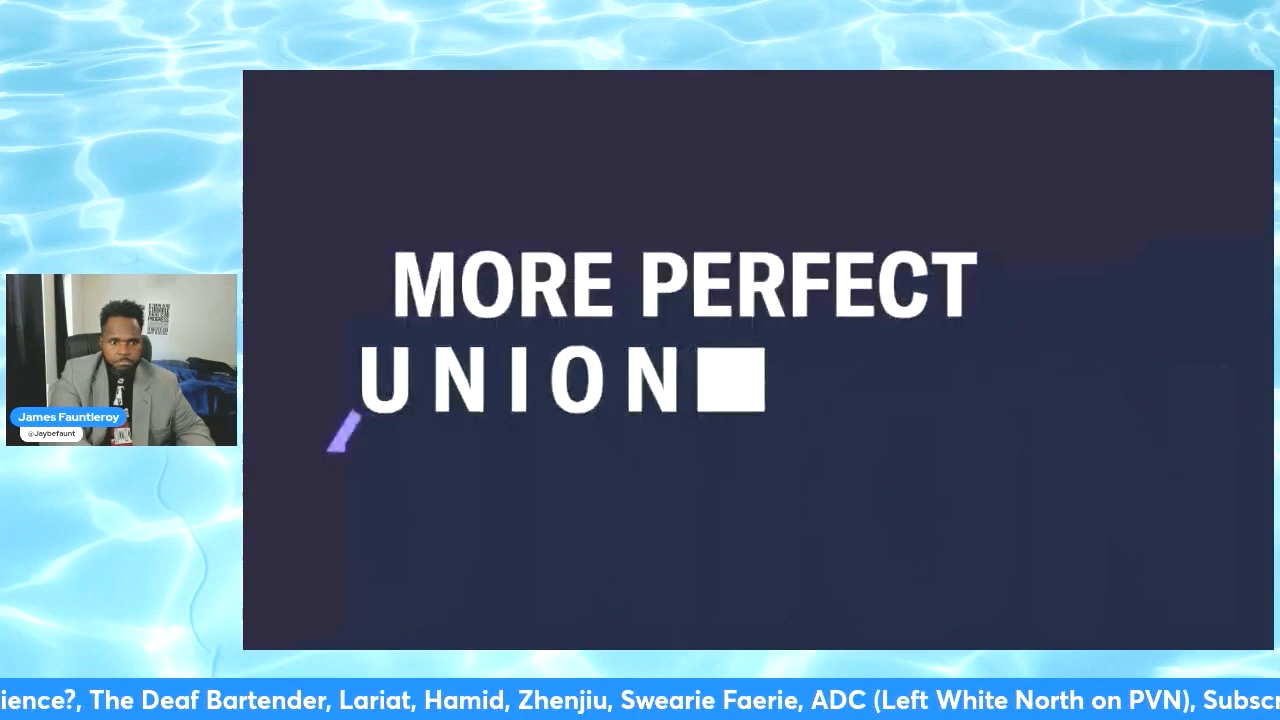 MORE PERFECT
UNION
James Fauntleroy
@Jaybefaunt
ience?, The Deaf Bartender, Lariat, Hamid, Zhenjiu, Swearie Faerie, ADC (Left White North on PVN), Subscr